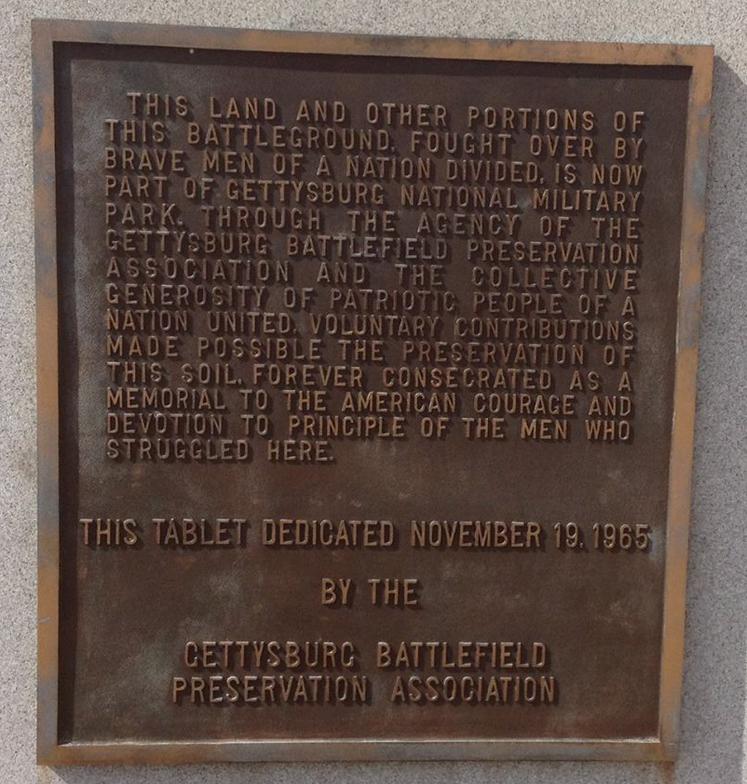 THIS LAND AND OTHER PORTIONS OF
THIS BATTLEGROUND, FOUGHT OVER BY
BRAVE MEN OF A NATION DIVIDED, IS NOW
PART OF GETTYSBURG NATIONAL MILITARY
PARK. THROUGH THE AGENCY OF THE
GETTYSBURG BATTLEFIELD PRESERVATION
ASSOCIATION AND THE COLLECTIVE
GENEROSITY OF PATRIOTIC PEOPLE OF A
NATION UNITED, VOLUNTARY CONTRIBUTIONS
MADE POSSIBLE THE PRESERVATION OF
THIS SOIL, FOREVER CONSECRATED AS A
MEMORIAL TO THE AMERICAN COURAGE AND
DEVOTION TO PRINCIPLE OF THE MEN WHO
STRUGGLED HERE.
THIS TABLET DEDICATED NOVEMBER 19, 1965
BY THE
GETTYSBURG BATTLEFIELD
PRESERVATION ASSOCIATION